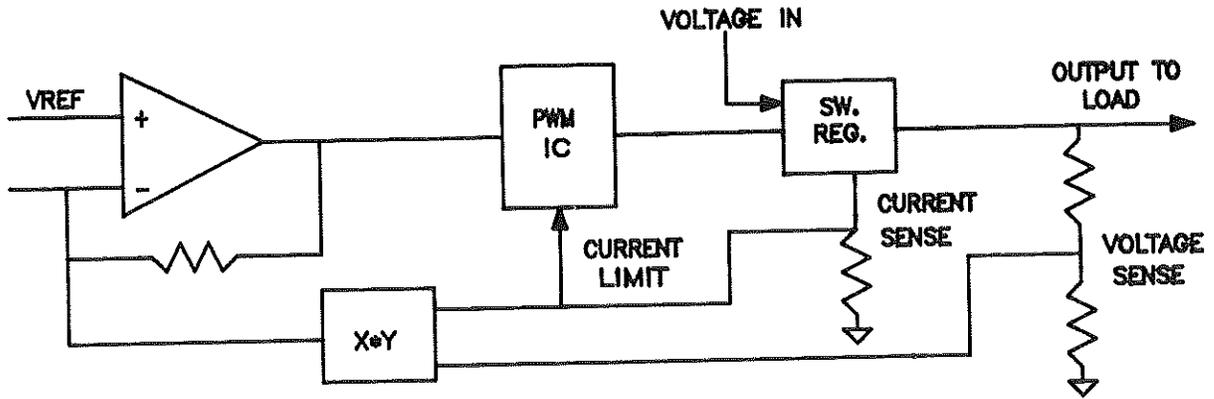 VOLTAGE IN
VREF
+
−
PWM
IC
SW.
REG.
OUTPUT TO
LOAD
CURRENT
SENSE
CURRENT
LIMIT
VOLTAGE
SENSE
X*Y